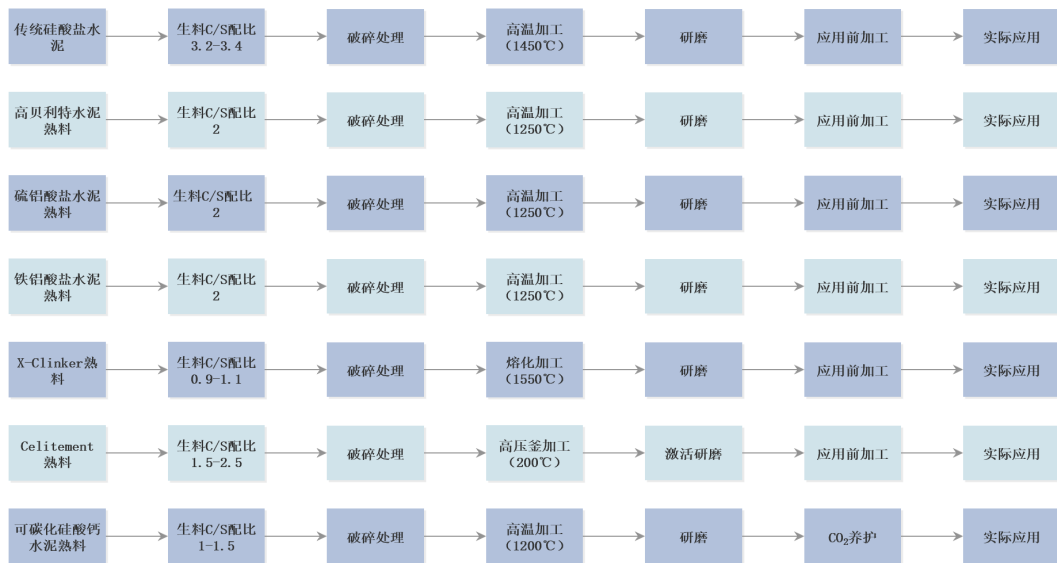 传统硅酸盐水
泥
生料C/S配比
3.2-3.4
破碎处理
高温加工
（1450℃）
研磨
应用前加工
实际应用
高贝利特水泥
熟料
生料C/S配比
2
破碎处理
高温加工
（1250℃）
研磨
应用前加工
实际应用
硫铝酸盐水泥
熟料
生料C/S配比
2
破碎处理
高温加工
（1250℃）
研磨
应用前加工
实际应用
铁铝酸盐水泥
熟料
生料C/S配比
2
破碎处理
高温加工
（1250℃）
研磨
应用前加工
实际应用
X-Clinker熟
料
生料C/S配比
0.9-1.1
破碎处理
熔化加工
（1550℃）
研磨
应用前加工
实际应用
Celitement
熟料
生料C/S配比
1.5-2.5
破碎处理
高压釜加工
（200℃）
激活研磨
应用前加工
实际应用
可碳化硅酸钙
水泥熟料
生料C/S配比
1-1.5
破碎处理
高温加工
（1200℃）
研磨
CO₂养护
实际应用